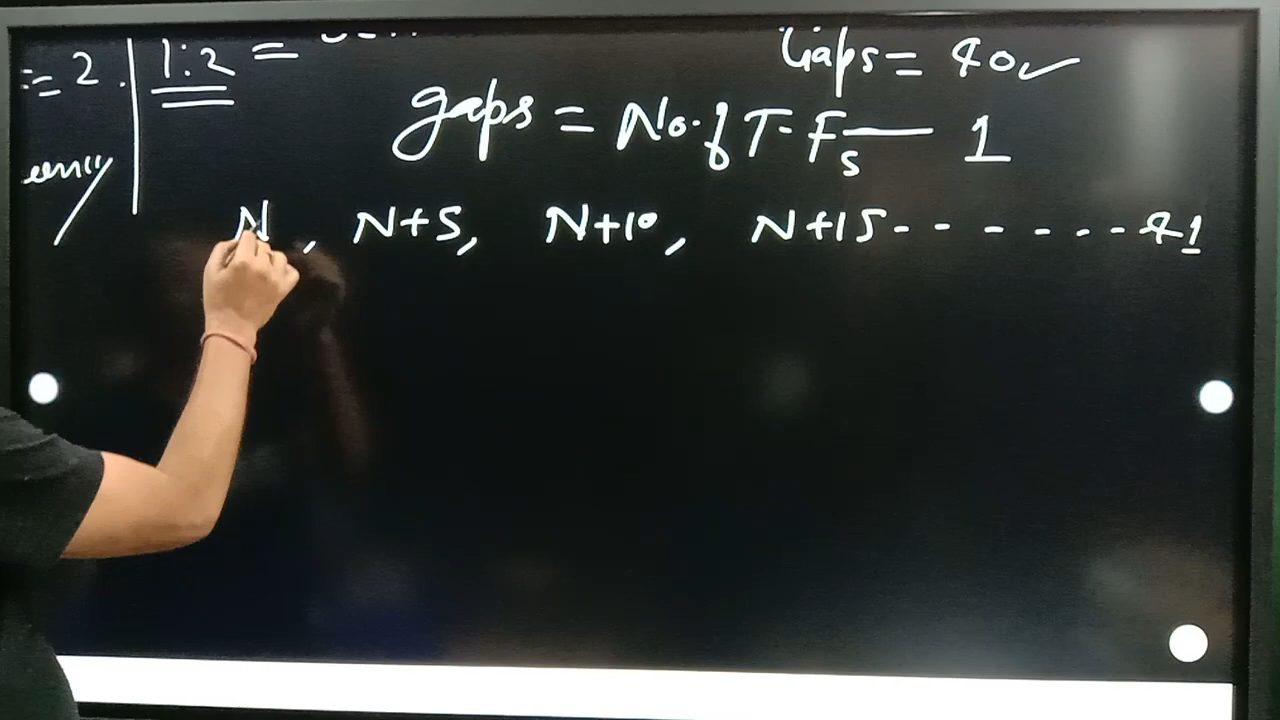 = 2. 1:2 =
Gaps = 40✓
gaps = No. of T.Fs — 1
N, N+5, N+10, N+15 - - - - - - 41